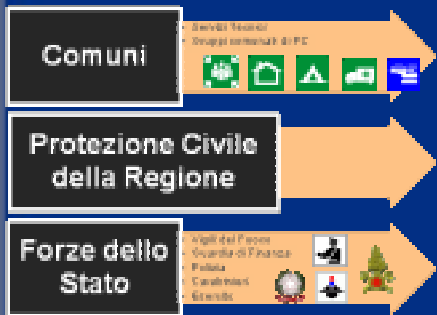 Comuni
• Servizi Tecnici
• Gruppi comunali di PC
Protezione Civile
della Regione
Forze dello
Stato
• Vigili del Fuoco
• Guardia di Finanza
• Polizia
• Carabinieri
• Esercito